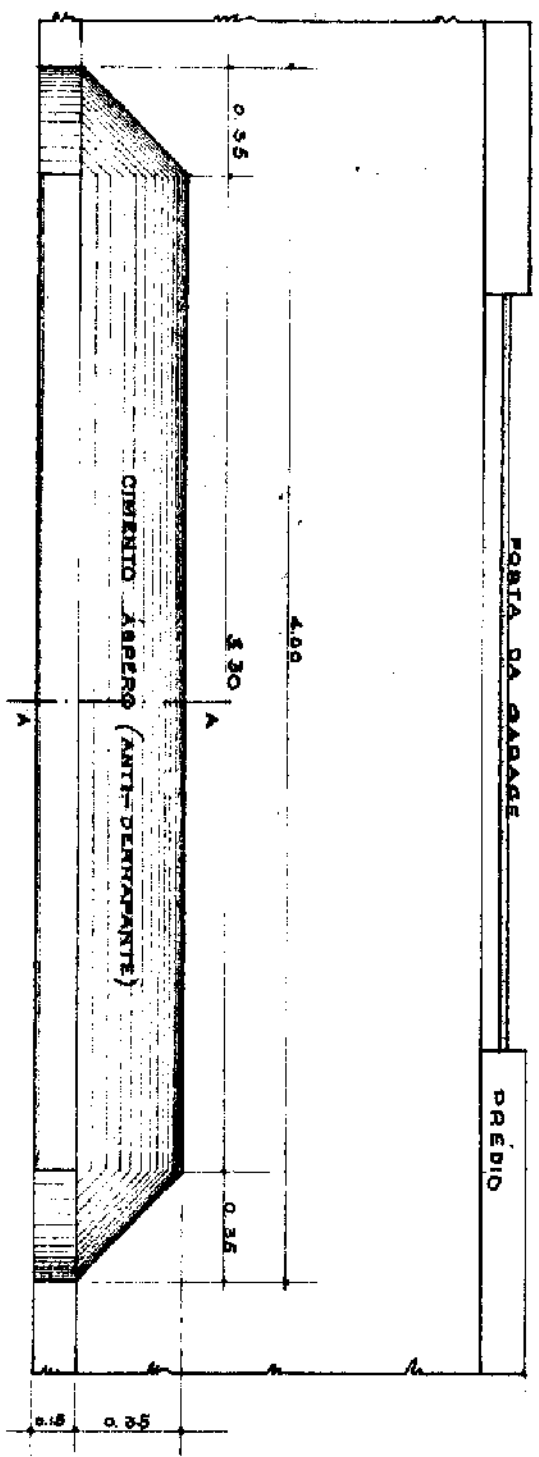 PORTA DA GARAGE
PRÉDIO
4.00
0.35
3.30
0.35
A
A
CIMENTO ÁSPERO (ANTI-DERRAPANTE)
0.15
0.35